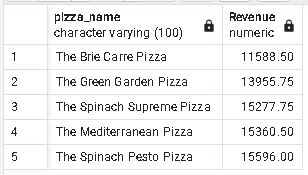 pizza_name Revenue
character varying (100) numeric
1 The Brie Carre Pizza 11588.50
2 The Green Garden Pizza 13955.75
3 The Spinach Supreme Pizza 15277.75
4 The Mediterranean Pizza 15360.50
5 The Spinach Pesto Pizza 15596.00